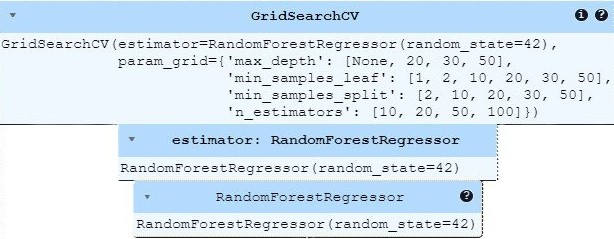 GridSearchCV
GridSearchCV(estimator=RandomForestRegressor(random_state=42),
param_grid={'max_depth': [None, 20, 30, 50],
'min_samples_leaf': [1, 2, 10, 20, 30, 50],
'min_samples_split': [2, 10, 20, 30, 50],
'n_estimators': [10, 20, 50, 100]})
estimator: RandomForestRegressor
RandomForestRegressor(random_state=42)
RandomForestRegressor
RandomForestRegressor(random_state=42)